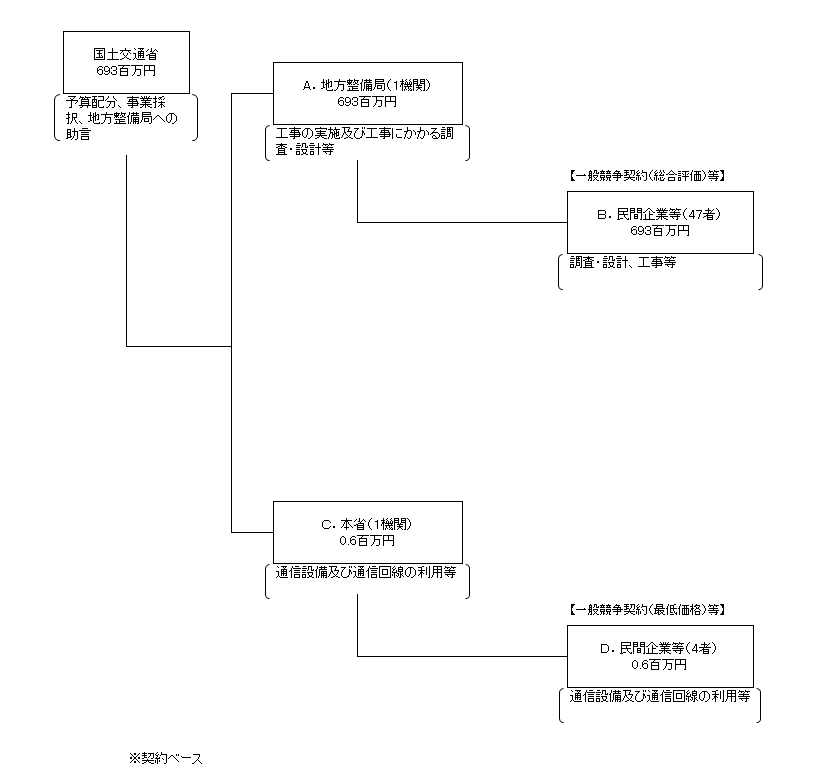 国土交通省
693百万円
予算配分、事業採
択、地方整備局への
助言
A．地方整備局(1機関)
693百万円
工事の実施及び工事にかかる調
査・設計等
【一般競争契約(総合評価)等】
B．民間企業等(47者)
693百万円
調査・設計、工事等
C．本省(1機関)
0.6百万円
通信設備及び通信回線の利用等
【一般競争契約(最低価格)等】
D．民間企業等(4者)
0.6百万円
通信設備及び通信回線の利用等
※契約ベース